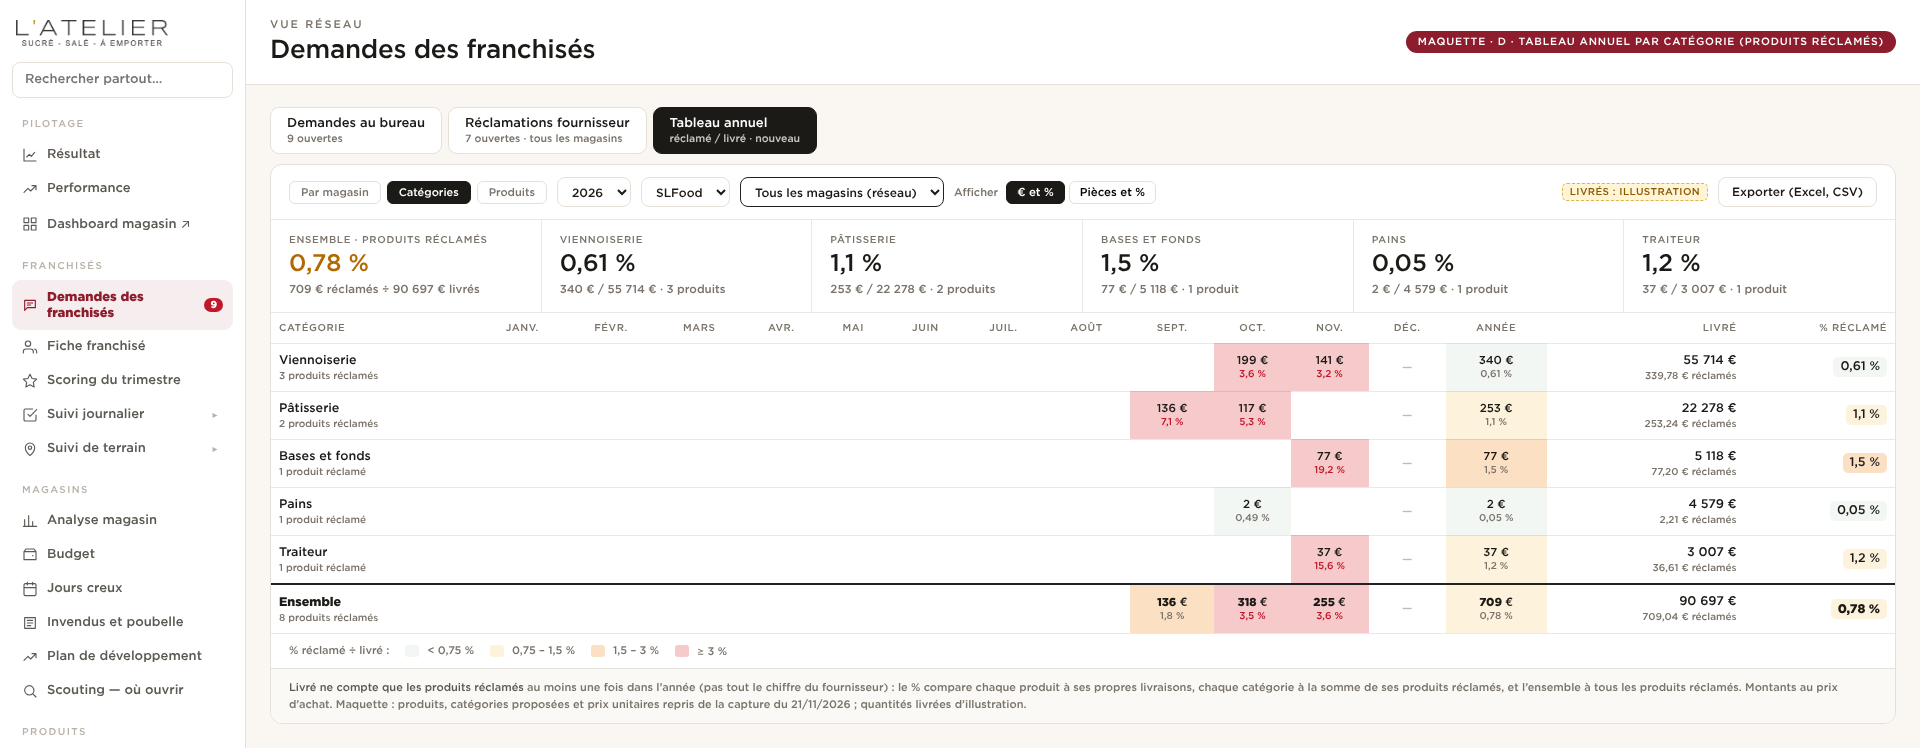 L'ATELIER
SUCRÉ - SALÉ - À EMPORTER
Rechercher partout…
PILOTAGE
Résultat
Performance
Dashboard magasin ↗
FRANCHISÉS
Demandes des
franchisés
9
Fiche franchisé
Scoring du trimestre
Suivi journalier ▸
Suivi de terrain ▸
MAGASINS
Analyse magasin
Budget
Jours creux
Invendus et poubelle
Plan de développement
Scouting — où ouvrir
PRODUITS
VUE RÉSEAU
Demandes des franchisés
MAQUETTE · D · TABLEAU ANNUEL PAR CATÉGORIE (PRODUITS RÉCLAMÉS)
Demandes au bureau
9 ouvertes
Réclamations fournisseur
7 ouvertes · tous les magasins
Tableau annuel
réclamé / livré · nouveau
Par magasin Catégories Produits 2026 SLFood Tous les magasins (réseau) Afficher € et % Pièces et % LIVRÉS : ILLUSTRATION Exporter (Excel, CSV)
ENSEMBLE · PRODUITS RÉCLAMÉS
0,78 %
709 € réclamés ÷ 90 697 € livrés
VIENNOISERIE
0,61 %
340 € / 55 714 € · 3 produits
PÂTISSERIE
1,1 %
253 € / 22 278 € · 2 produits
BASES ET FONDS
1,5 %
77 € / 5 118 € · 1 produit
PAINS
0,05 %
2 € / 4 579 € · 1 produit
TRAITEUR
1,2 %
37 € / 3 007 € · 1 produit
CATÉGORIE JANV. FÉVR. MARS AVR. MAI JUIN JUIL. AOÛT SEPT. OCT. NOV. DÉC. ANNÉE LIVRÉ % RÉCLAMÉ
Viennoiserie 199 € 141 € — 340 € 55 714 € 0,61 %
3 produits réclamés 3,6 % 3,2 % 0,61 % 339,78 € réclamés
Pâtisserie 136 € 117 € — 253 € 22 278 € 1,1 %
2 produits réclamés 7,1 % 5,3 % 1,1 % 253,24 € réclamés
Bases et fonds 77 € — 77 € 5 118 € 1,5 %
1 produit réclamé 19,2 % 1,5 % 77,20 € réclamés
Pains 2 € — 2 € 4 579 € 0,05 %
1 produit réclamé 0,49 % 0,05 % 2,21 € réclamés
Traiteur 37 € — 37 € 3 007 € 1,2 %
1 produit réclamé 15,6 % 1,2 % 36,61 € réclamés
Ensemble 136 € 318 € 255 € — 709 € 90 697 € 0,78 %
8 produits réclamés 1,8 % 3,5 % 3,6 % 0,78 % 709,04 € réclamés
% réclamé ÷ livré : < 0,75 % 0,75 – 1,5 % 1,5 – 3 % ≥ 3 %
Livré ne compte que les produits réclamés au moins une fois dans l'année (pas tout le chiffre du fournisseur) : le % compare chaque produit à ses propres livraisons, chaque catégorie à la somme de ses produits réclamés, et l'ensemble à tous les produits réclamés. Montants au prix
d'achat. Maquette : produits, catégories proposées et prix unitaires repris de la capture du 21/11/2026 ; quantités livrées d'illustration.